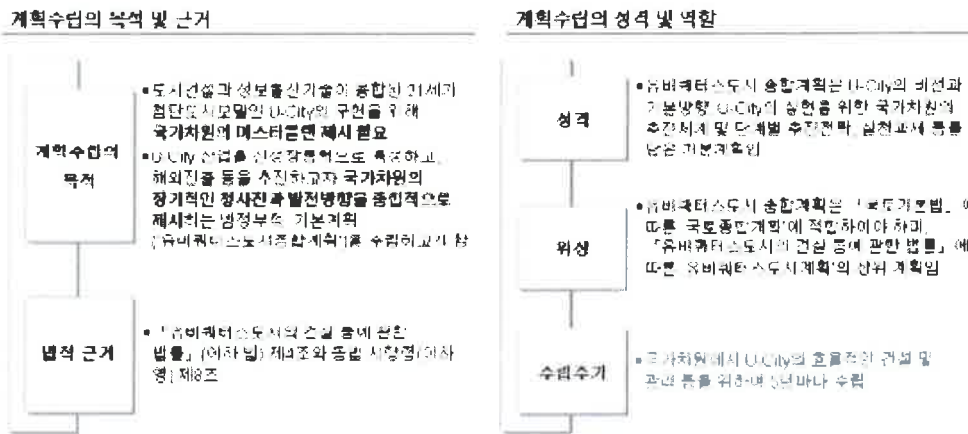 계획수립의 목적 및 근거
계획수립의
목적
▪ 도시건설과 정보통신기술이 융합된 21세기
첨단도시모델인 U-City의 구현을 위해
국가차원의 마스터플랜 제시 필요
▪ U-City 산업을 신성장동력으로 육성하고,
해외진출 등을 추진하고자 국가차원의
장기적인 청사진과 발전방향을 종합적으로
제시하는 범정부적 기본계획
('유비쿼터스도시종합계획')을 수립하고자 함
법적 근거
▪ 「유비쿼터스도시의 건설 등에 관한
법률」(이하 법) 제4조와 동법 시행령(이하
영) 제8조
계획수립의 성격 및 역할
성격
▪ 유비쿼터스도시 종합계획은 U-City의 비전과
기본방향, U-City의 실현을 위한 국가차원의
추진체계 및 단계별 추진전략, 실천과제 등을
담은 기본계획임
위상
▪ 유비쿼터스도시 종합계획은 「국토기본법」에
따른 '국토종합계획'에 적합하여야 하며,
「유비쿼터스도시의 건설 등에 관한 법률」에
따른 '유비쿼터스도시계획'의 상위 계획임
수립주기
▪ 국가차원에서 U-City의 효율적인 건설 및
관리 등을 위하여 5년마다 수립